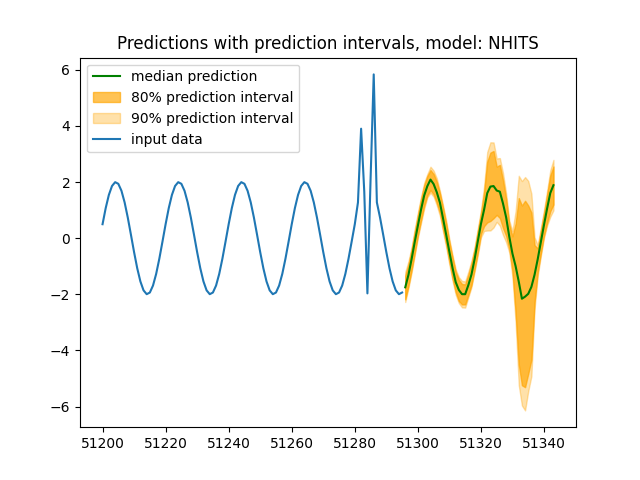 Predictions with prediction intervals, model: NHITS
median prediction
80% prediction interval
90% prediction interval
input data
6
4
2
0
−2
−4
−6
51200 51220 51240 51260 51280 51300 51320 51340